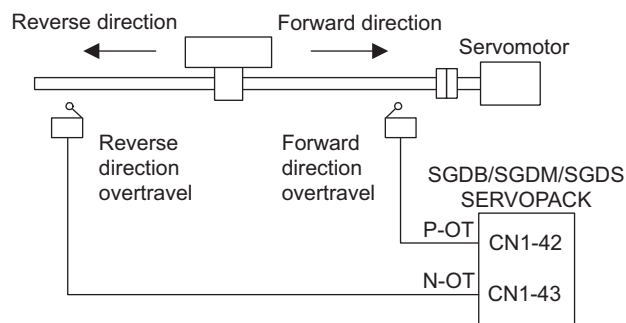 Reverse direction
Forward direction
Servomotor
Reverse
direction
overtravel
Forward
direction
overtravel
SGDB/SGDM/SGDS
SERVOPACK
P-OT
CN1-42
N-OT
CN1-43